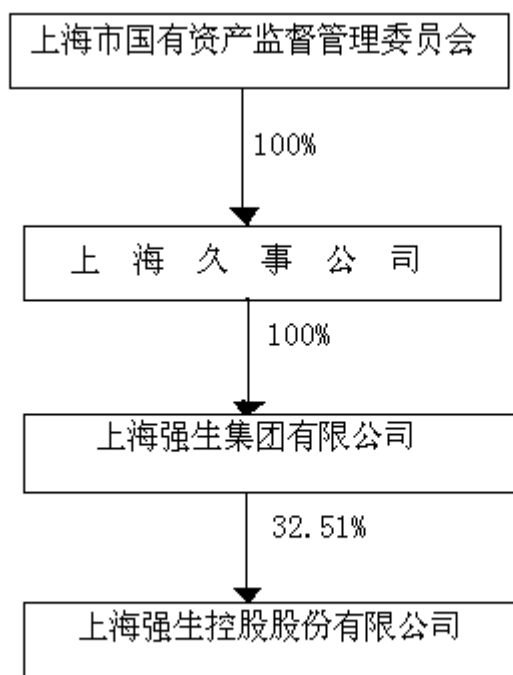 上海市国有资产监督管理委员会
100%
上海久事公司
100%
上海强生集团有限公司
32.51%
上海强生控股股份有限公司